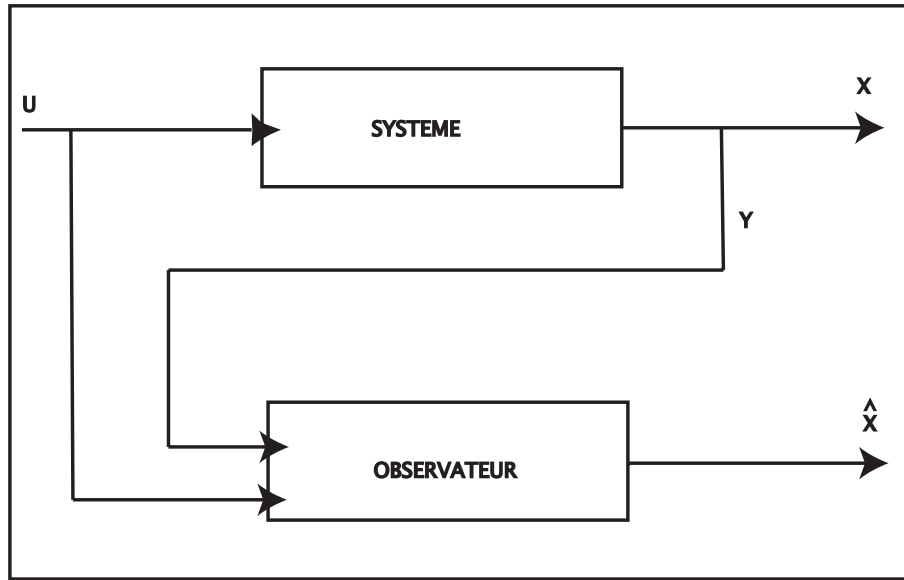 X
U
SYSTEME
Y
X̂
OBSERVATEUR